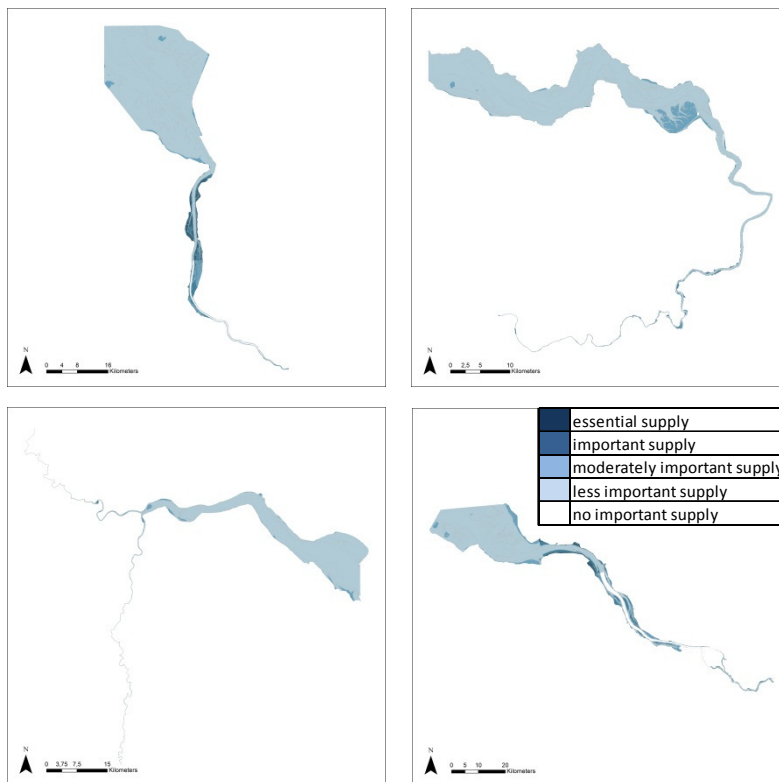 N
0 4 8 16
Kilometers
N
0 2,5 5 10
Kilometers
essential supply
important supply
moderately important supply
less important supply
no important supply
N
0 3,75 7,5 15
Kilometers
N
0 5 10 20
Kilometers